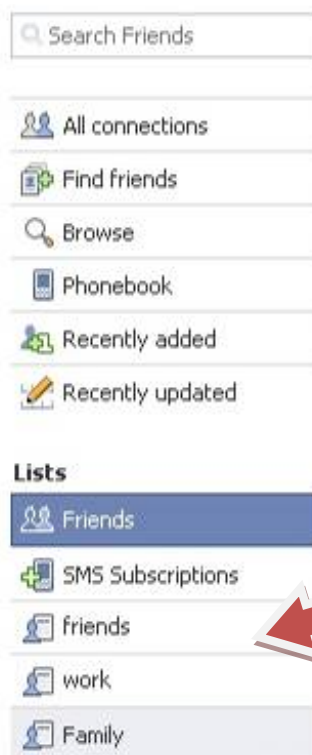 Search Friends
All connections
Find friends
Browse
Phonebook
Recently added
Recently updated
Lists
Friends
SMS Subscriptions
friends
work
Family